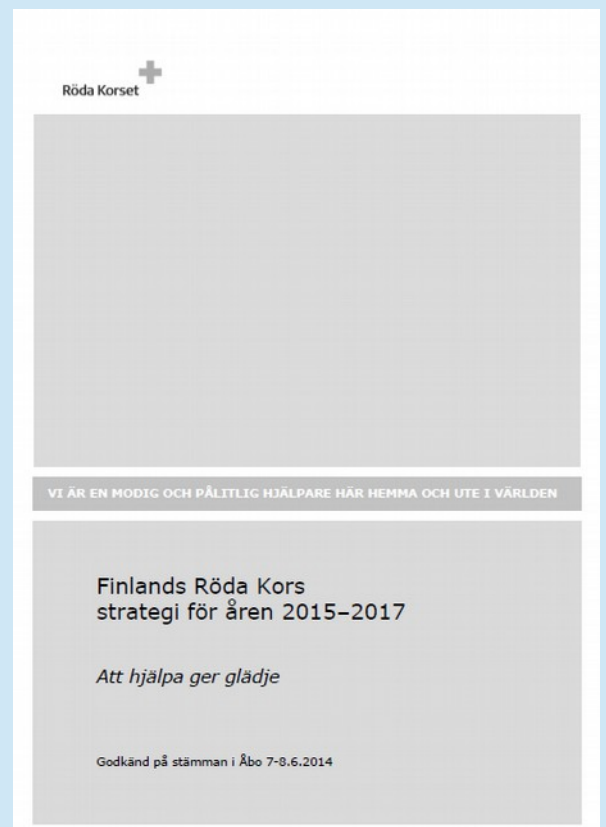 Röda Korset
VI ÄR EN MODIG OCH PÅLITLIG HJÄLPARE HÄR HEMMA OCH UTE I VÄRLDEN
Finlands Röda Kors
strategi för åren 2015–2017
Att hjälpa ger glädje
Godkänd på stämman i Åbo 7-8.6.2014